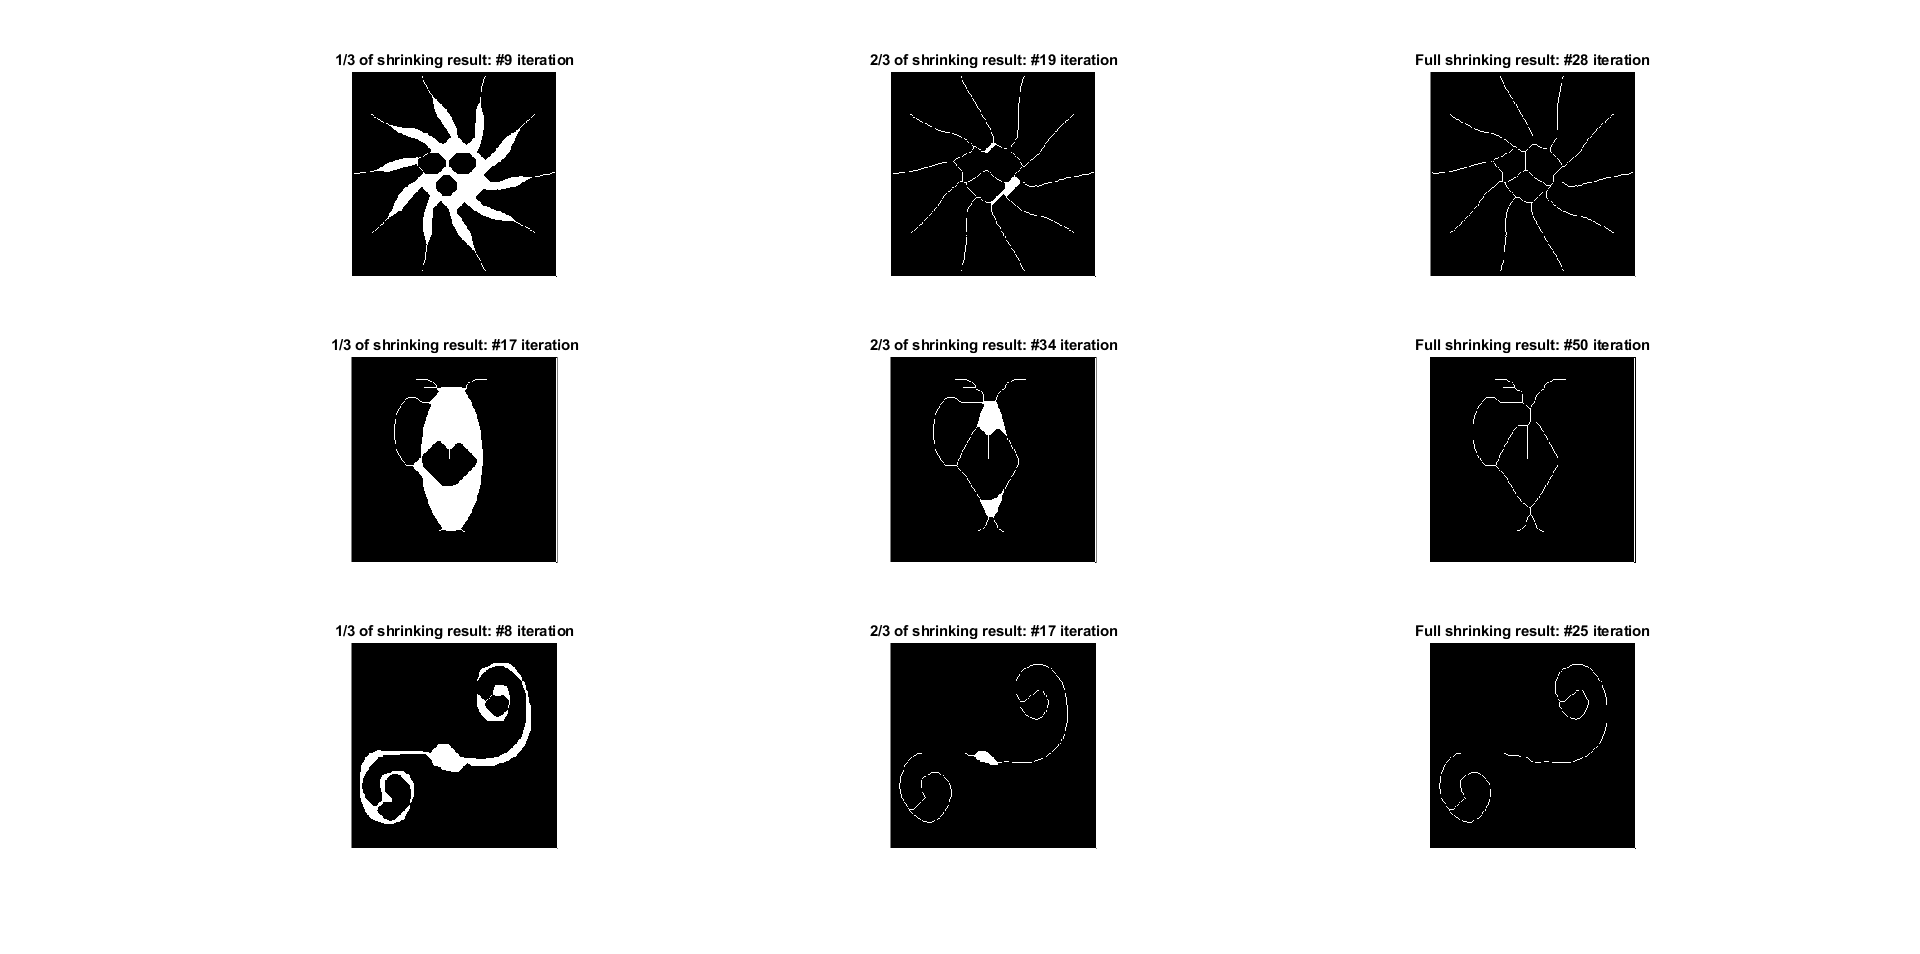 1/3 of shrinking result: #9 iteration
2/3 of shrinking result: #19 iteration
Full shrinking result: #28 iteration
1/3 of shrinking result: #17 iteration
2/3 of shrinking result: #34 iteration
Full shrinking result: #50 iteration
1/3 of shrinking result: #8 iteration
2/3 of shrinking result: #17 iteration
Full shrinking result: #25 iteration